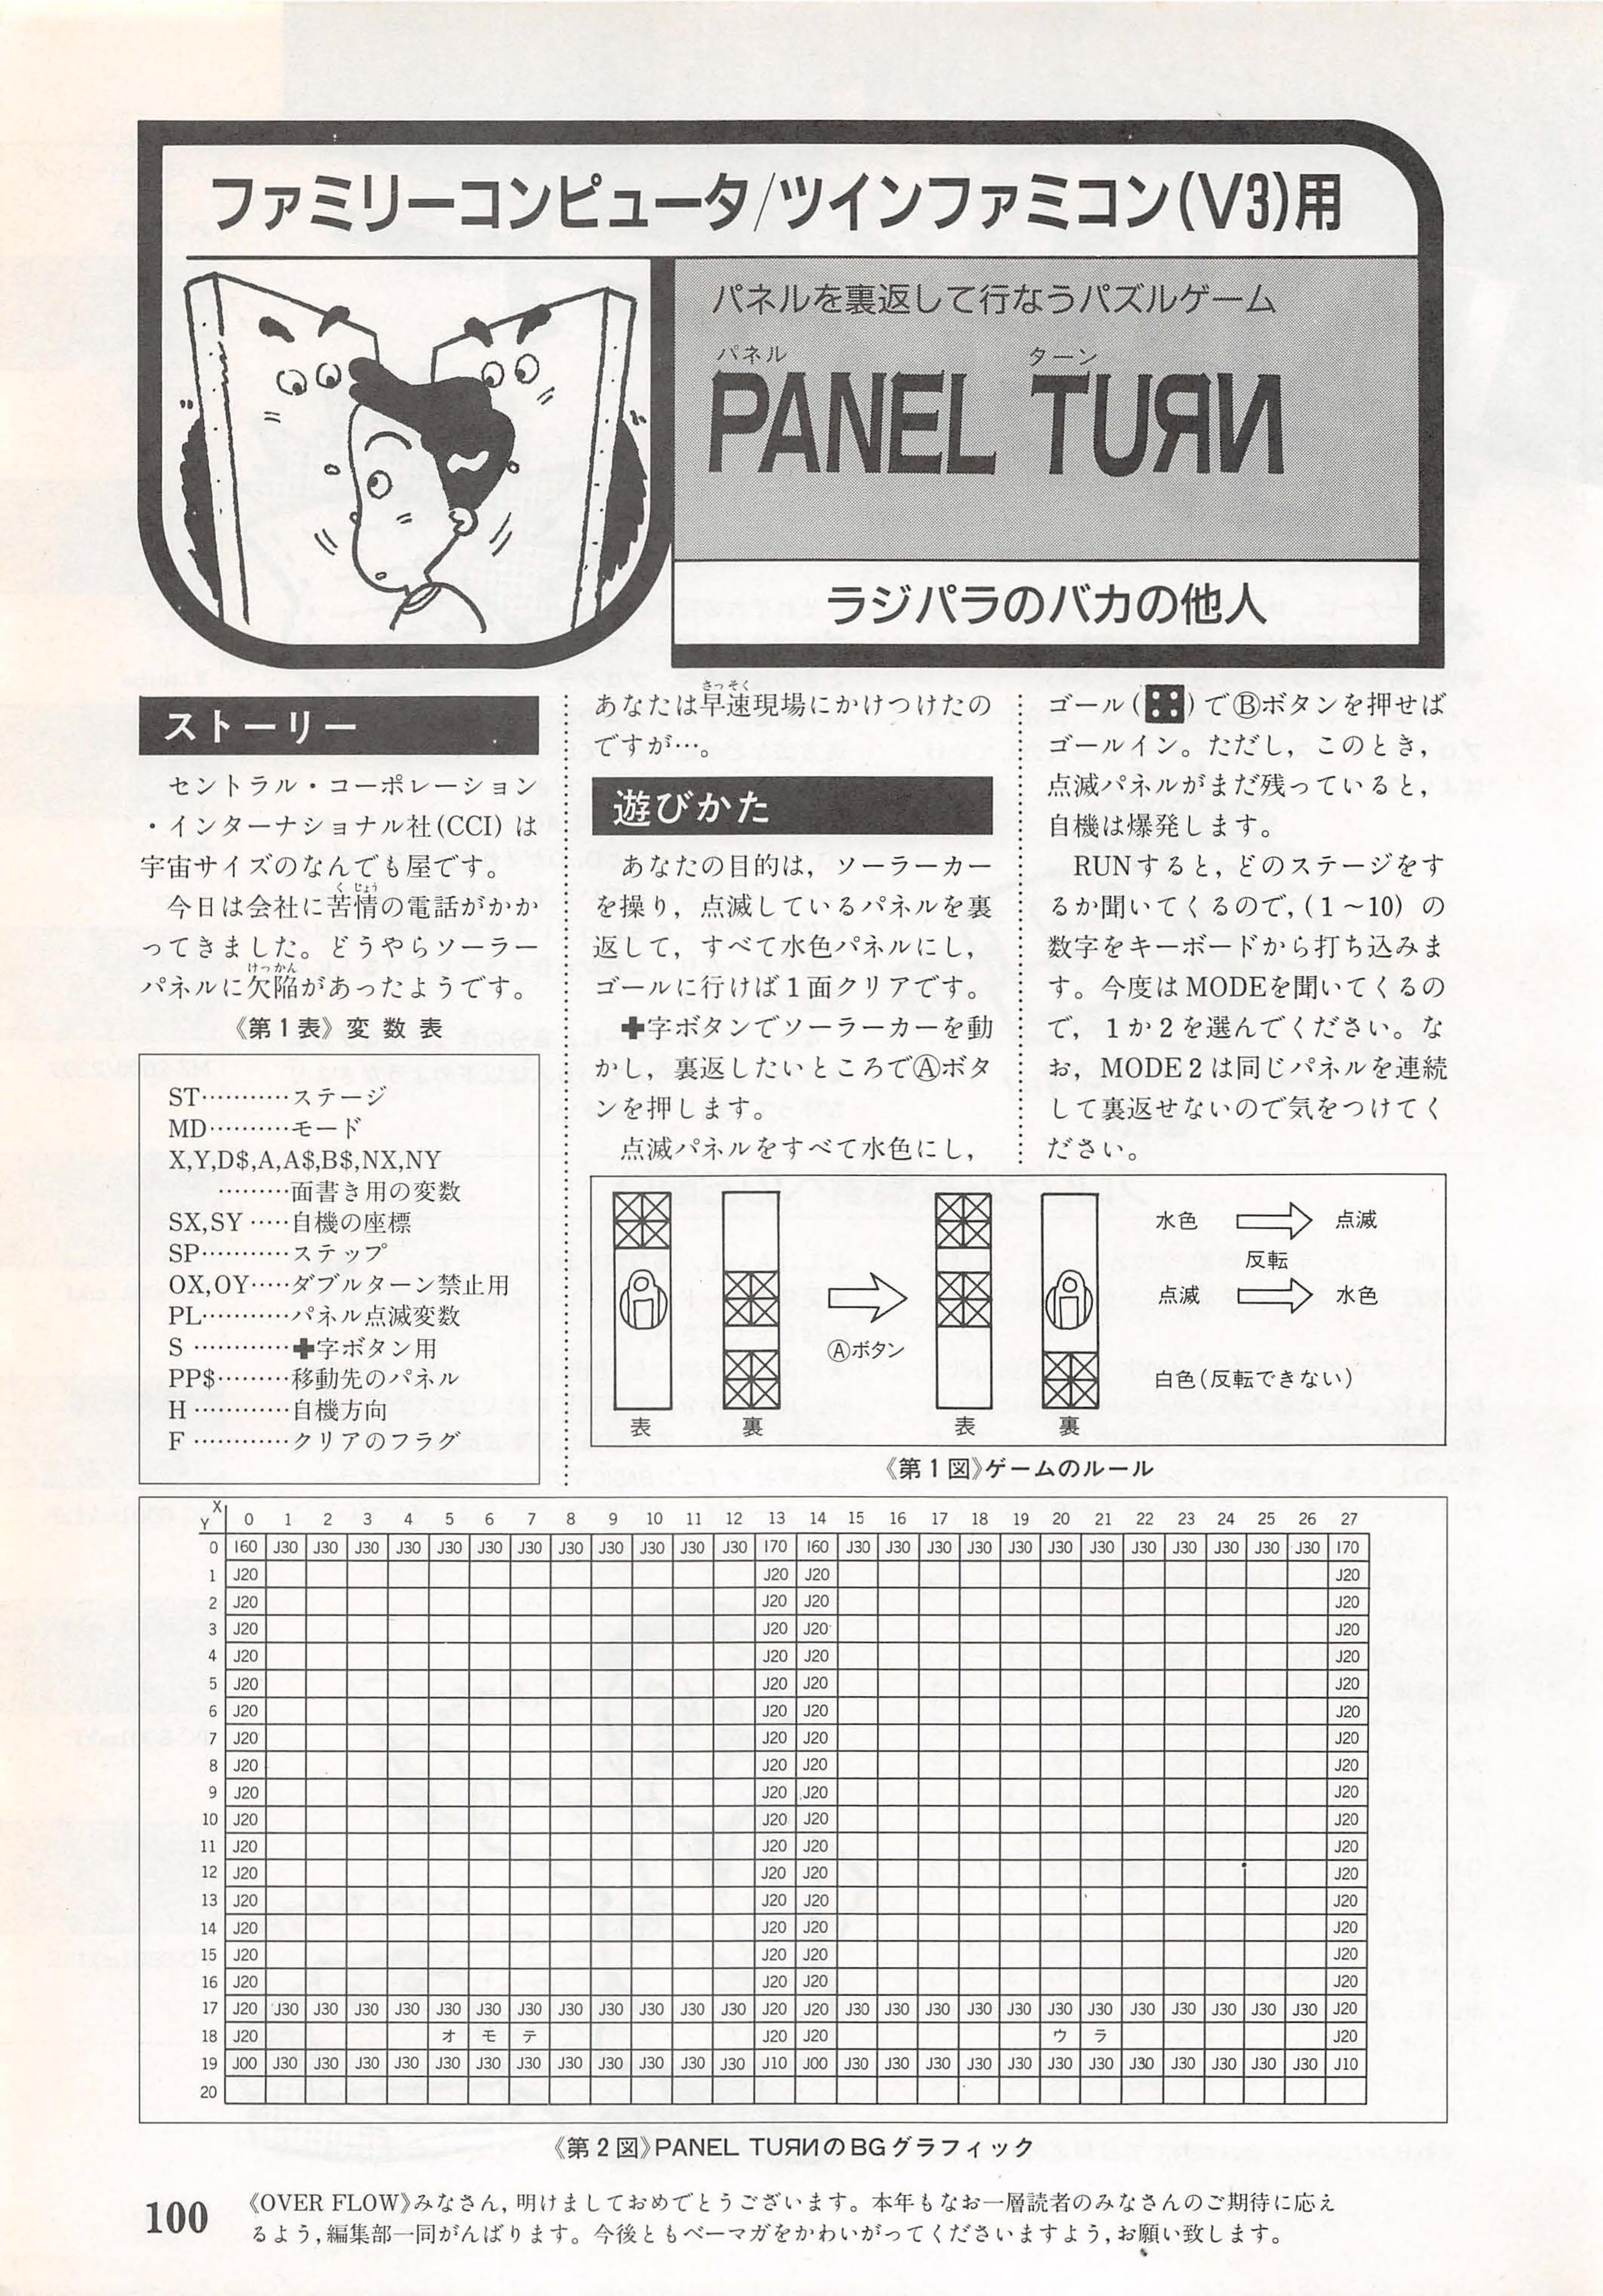 ファミリーコンピュータ/ツインファミコン(V3)用
パネルを裏返して行なうパズルゲーム
パネル ターン
PANEL TUЯИ
ラジパラのバカの他人
ストーリー
セントラル・コーポレーション
・インターナショナル社(CCI)は
宇宙サイズのなんでも屋です。
くじょう
今日は会社に苦情の電話がかか
ってきました。どうやらソーラー
けっかん
パネルに欠陥があったようです。
さっそく
あなたは早速現場にかけつけたの
ですが…。
遊びかた
あなたの目的は，ソーラーカー
を操り，点滅しているパネルを裏
返して，すべて水色パネルにし，
ゴールに行けば1面クリアです。
✚字ボタンでソーラーカーを動
かし，裏返したいところでⒶボタ
ンを押します。
点滅パネルをすべて水色にし，
ゴール( )でⒷボタンを押せば
ゴールイン。ただし，このとき，
点滅パネルがまだ残っていると，
自機は爆発します。
RUNすると，どのステージをす
るか聞いてくるので，(1～10)の
数字をキーボードから打ち込みま
す。今度はMODEを聞いてくるの
で，1か2を選んでください。な
お，MODE2は同じパネルを連続
して裏返せないので気をつけてく
ださい。
《第1表》変数表
ST…………ステージ
MD…………モード
X,Y,D$,A,A$,B$,NX,NY
………面書き用の変数
SX,SY……自機の座標
SP…………ステップ
OX,OY……ダブルターン禁止用
PL…………パネル点滅変数
S…………✚字ボタン用
PP$………移動先のパネル
H…………自機方向
F…………クリアのフラグ
表 裏 Ⓐボタン 表 裏
水色 ⇨ 点滅
反転
点滅 ⇨ 水色
白色(反転できない)
《第1図》ゲームのルール
X
Y 0 1 2 3 4 5 6 7 8 9 10 11 12 13 14 15 16 17 18 19 20 21 22 23 24 25 26 27
0 I60 J30 J30 J30 J30 J30 J30 J30 J30 J30 J30 J30 J30 I70 I60 J30 J30 J30 J30 J30 J30 J30 J30 J30 J30 J30 J30 I70
1 J20 J20 J20 J20
2 J20 J20 J20 J20
3 J20 J20 J20 J20
4 J20 J20 J20 J20
5 J20 J20 J20 J20
6 J20 J20 J20 J20
7 J20 J20 J20 J20
8 J20 J20 J20 J20
9 J20 J20 J20 J20
10 J20 J20 J20 J20
11 J20 J20 J20 J20
12 J20 J20 J20 J20
13 J20 J20 J20 J20
14 J20 J20 J20 J20
15 J20 J20 J20 J20
16 J20 J20 J20 J20
17 J20 J30 J30 J30 J30 J30 J30 J30 J30 J30 J30 J30 J30 J20 J20 J30 J30 J30 J30 J30 J30 J30 J30 J30 J30 J30 J30 J20
18 J20 オ モ テ J20 J20 ウ ラ J20
19 J00 J30 J30 J30 J30 J30 J30 J30 J30 J30 J30 J30 J30 J10 J00 J30 J30 J30 J30 J30 J30 J30 J30 J30 J30 J30 J30 J10
20
《第2図》PANEL TUЯИのBGグラフィック
100
《OVER FLOW》みなさん，明けましておめでとうございます。本年もなお一層読者のみなさんのご期待に応え
るよう，編集部一同がんばります。今後ともベーマガをかわいがってくださいますよう，お願い致します。